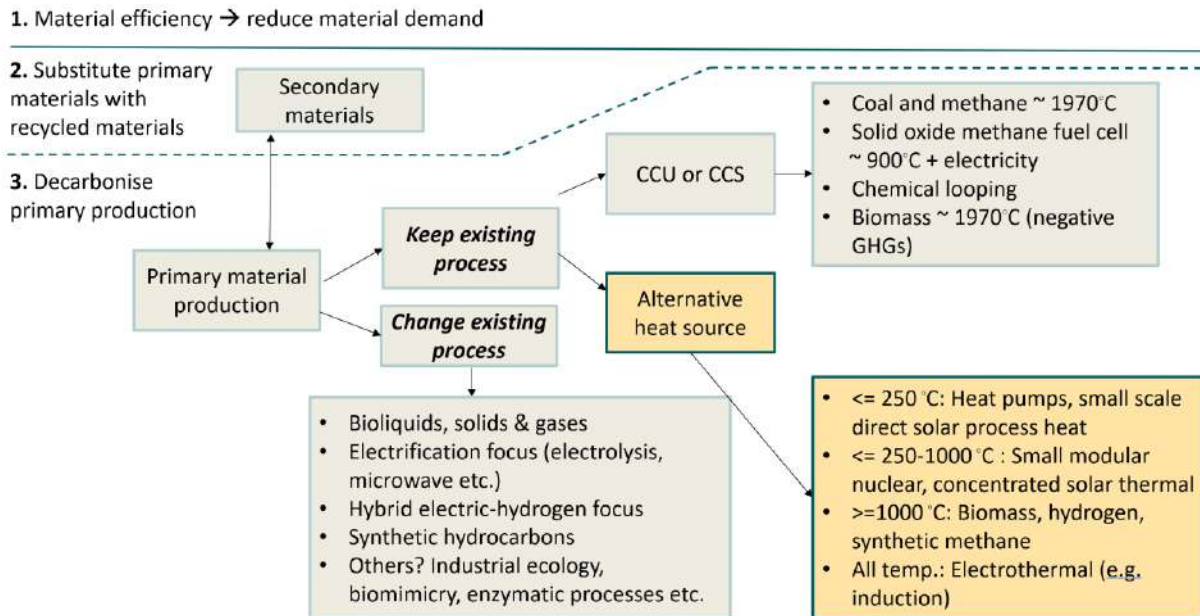 1. Material efficiency → reduce material demand
2. Substitute primary
materials with
recycled materials
Secondary
materials
3. Decarbonise
primary production
Primary material
production
Keep existing
process
Change existing
process
CCU or CCS
• Coal and methane ~ 1970°C
• Solid oxide methane fuel cell
~ 900°C + electricity
• Chemical looping
• Biomass ~ 1970°C (negative
GHGs)
Alternative
heat source
• Bioliquids, solids & gases
• Electrification focus (electrolysis,
microwave etc.)
• Hybrid electric-hydrogen focus
• Synthetic hydrocarbons
• Others? Industrial ecology,
biomimicry, enzymatic processes etc.
• <= 250 °C: Heat pumps, small scale
direct solar process heat
• <= 250-1000 °C : Small modular
nuclear, concentrated solar thermal
• >=1000 °C: Biomass, hydrogen,
synthetic methane
• All temp.: Electrothermal (e.g.
induction)